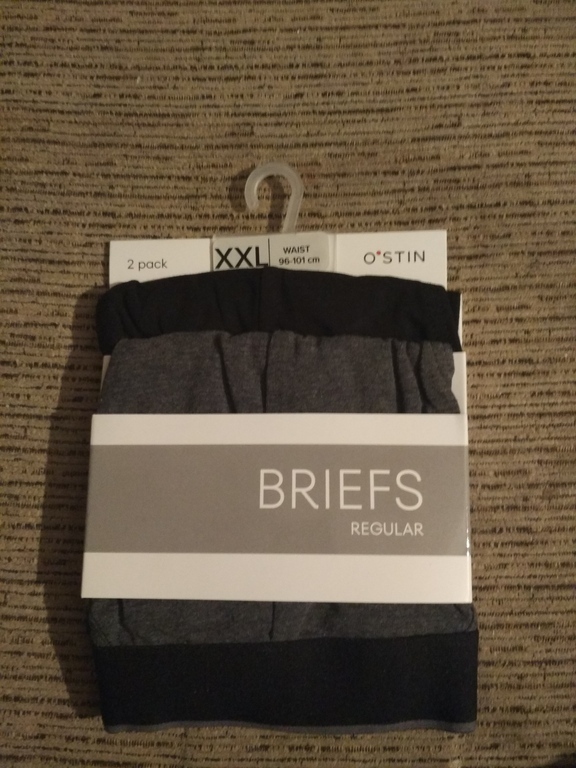 2 pack
XXL
WAIST
96-101 cm
O'STIN
BRIEFS
REGULAR